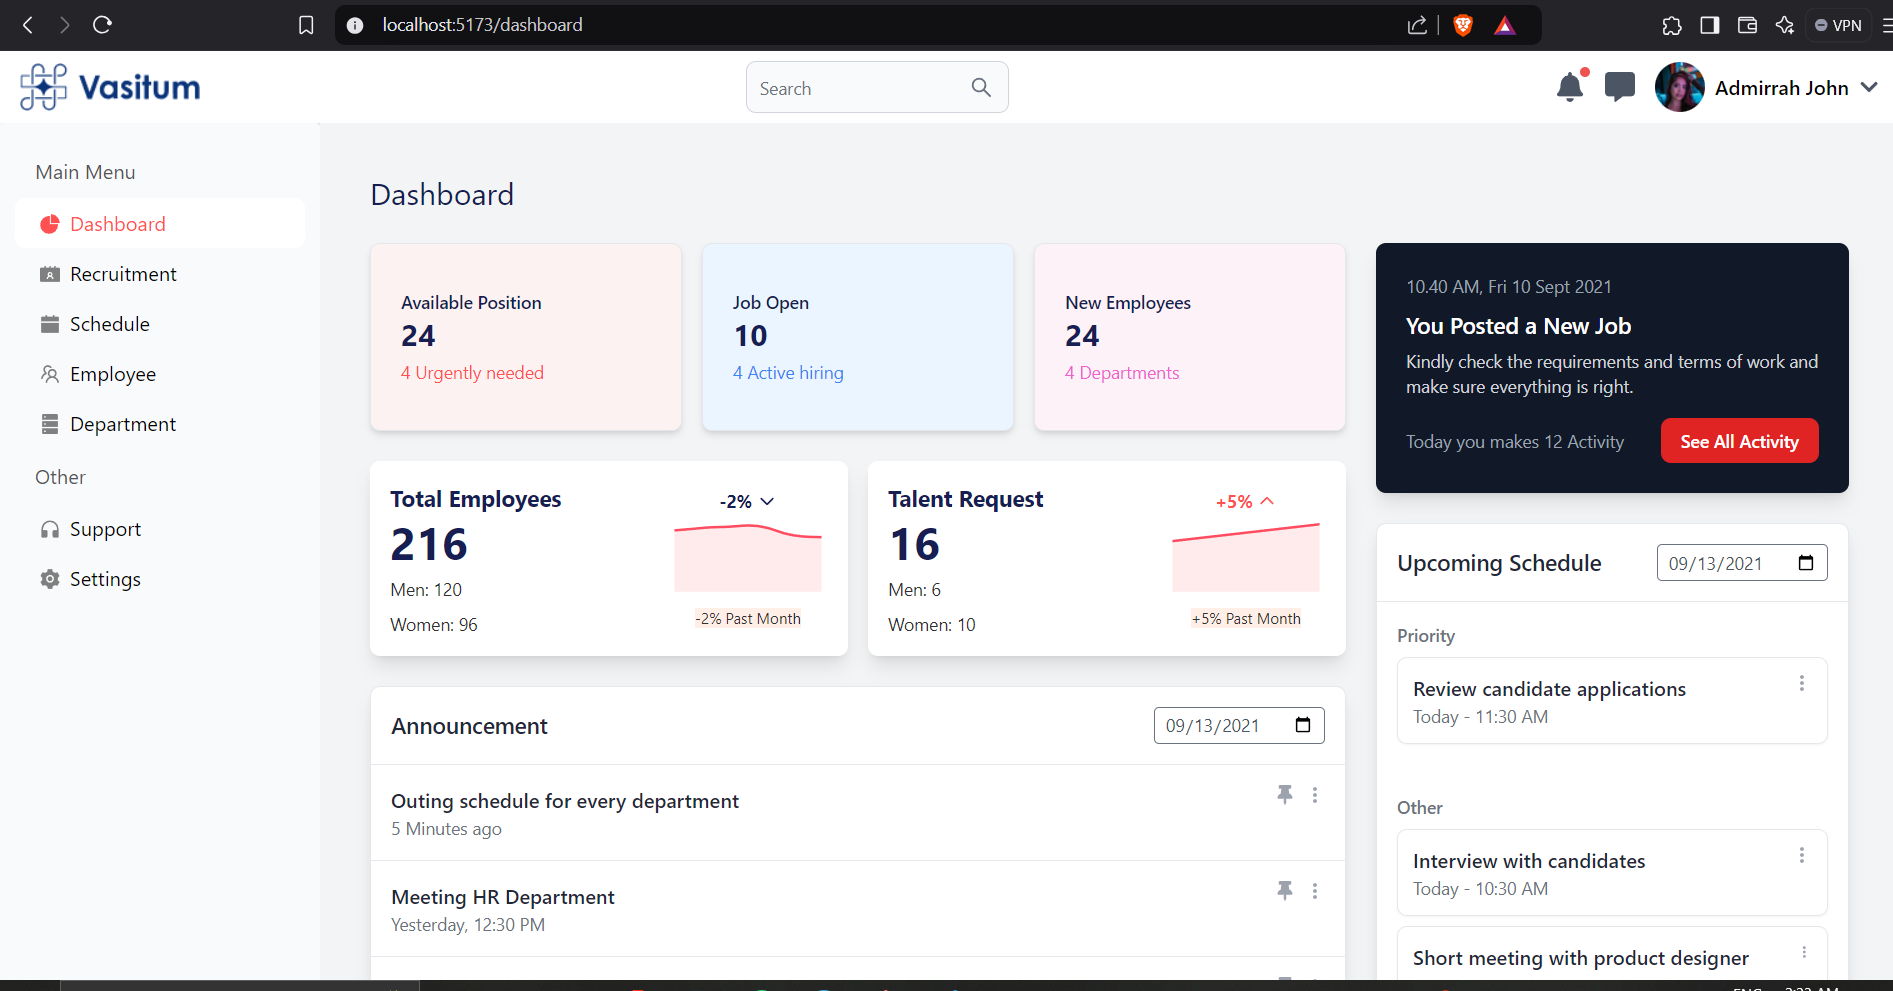 localhost:5173/dashboard
VPN
Vasitum
Search
Admirrah John
Main Menu
Dashboard
Recruitment
Schedule
Employee
Department
Other
Support
Settings
Dashboard
Available Position
24
4 Urgently needed
Job Open
10
4 Active hiring
New Employees
24
4 Departments
10.40 AM, Fri 10 Sept 2021
You Posted a New Job
Kindly check the requirements and terms of work and
make sure everything is right.
Today you makes 12 Activity
See All Activity
Total Employees
216
Men: 120
Women: 96
-2%
-2% Past Month
Talent Request
16
Men: 6
Women: 10
+5%
+5% Past Month
Announcement
09/13/2021
Outing schedule for every department
5 Minutes ago
Meeting HR Department
Yesterday, 12:30 PM
Upcoming Schedule
09/13/2021
Priority
Review candidate applications
Today - 11:30 AM
Other
Interview with candidates
Today - 10:30 AM
Short meeting with product designer